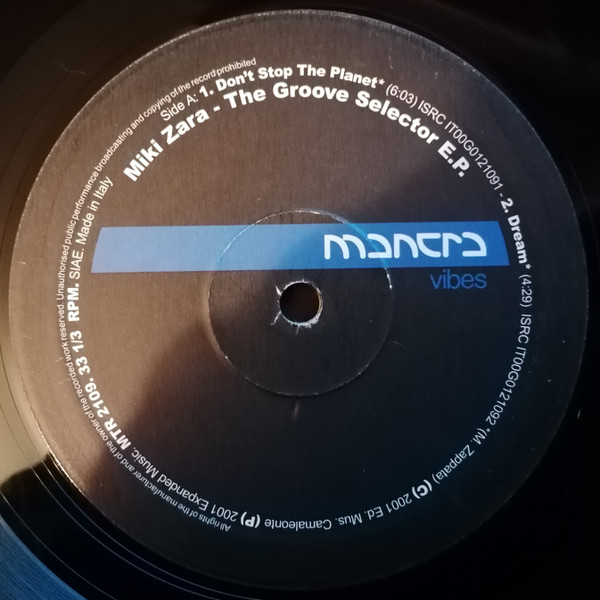 All rights of the manufacturer and of the owner of the recorded work reserved. Unauthorised public performance broadcasting and copying of the record prohibited
MTR 2109. 33 1/3 RPM. SIAE. Made in Italy
Side A: 1. Don't Stop The Planet* (6:03) ISRC IT00G0121091 - 2. Dream* (4:29) ISRC IT00G0121092 *(M. Zappata) (C) 2001 Ed. Mus. Camaleonte (P) 2001 Expanded Music.
Miki Zara - The Groove Selector E.P.
mantra
vibes